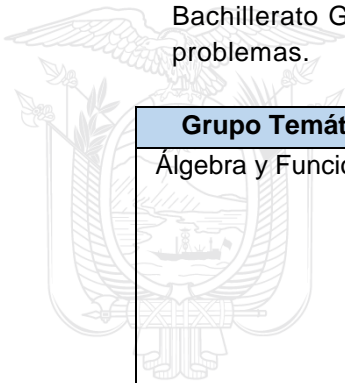 Bachillerato G
problemas.
Grupo Temát
Álgebra y Funcio